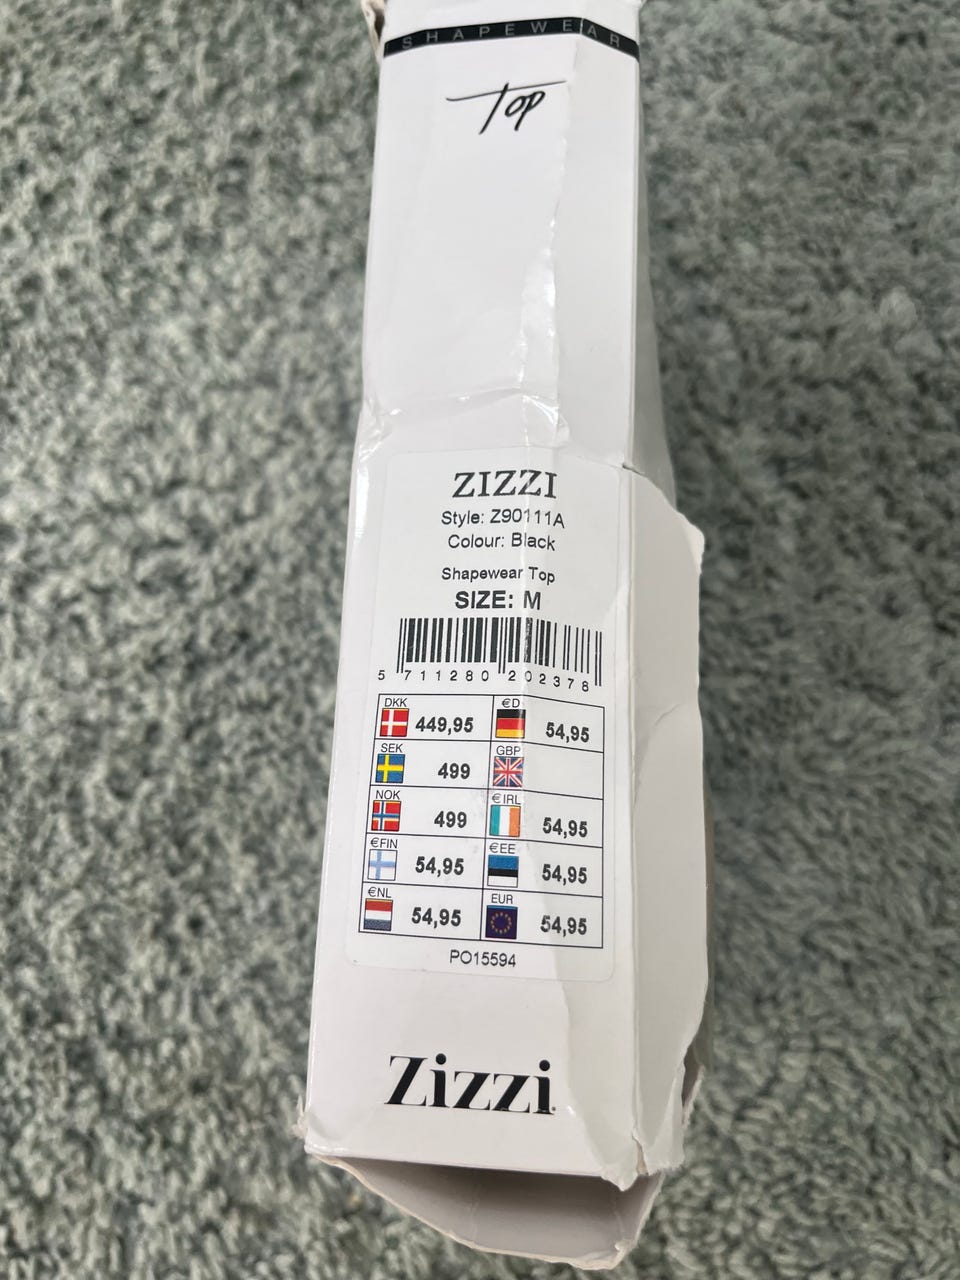 SHAPEWEAR
Top
ZIZZI
Style: Z90111A
Colour: Black
Shapewear Top
SIZE: M
5 711280 202378
DKK 449,95 €D 54,95
SEK 499 GBP
NOK 499 €IRL 54,95
€FIN 54,95 €EE 54,95
€NL 54,95 EUR 54,95
PO15594
Zizzi